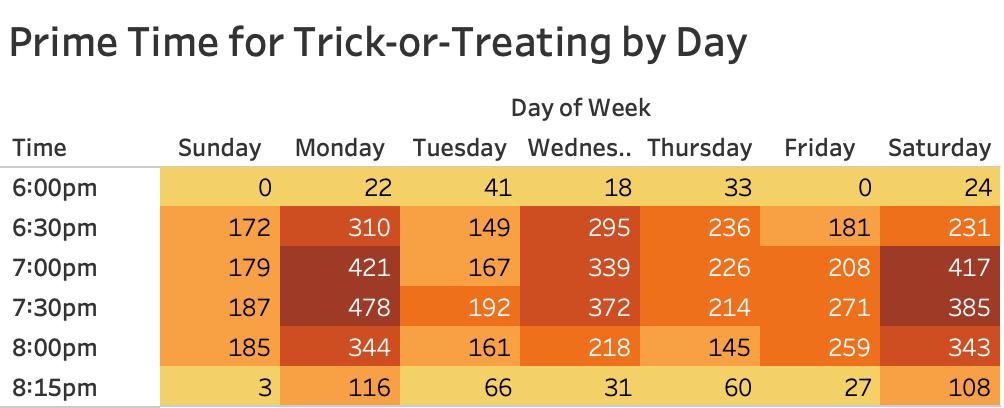 Prime Time for Trick-or-Treating by Day
Day of Week
Time Sunday Monday Tuesday Wednes.. Thursday Friday Saturday
6:00pm 0 22 41 18 33 0 24
6:30pm 172 310 149 295 236 181 231
7:00pm 179 421 167 339 226 208 417
7:30pm 187 478 192 372 214 271 385
8:00pm 185 344 161 218 145 259 343
8:15pm 3 116 66 31 60 27 108